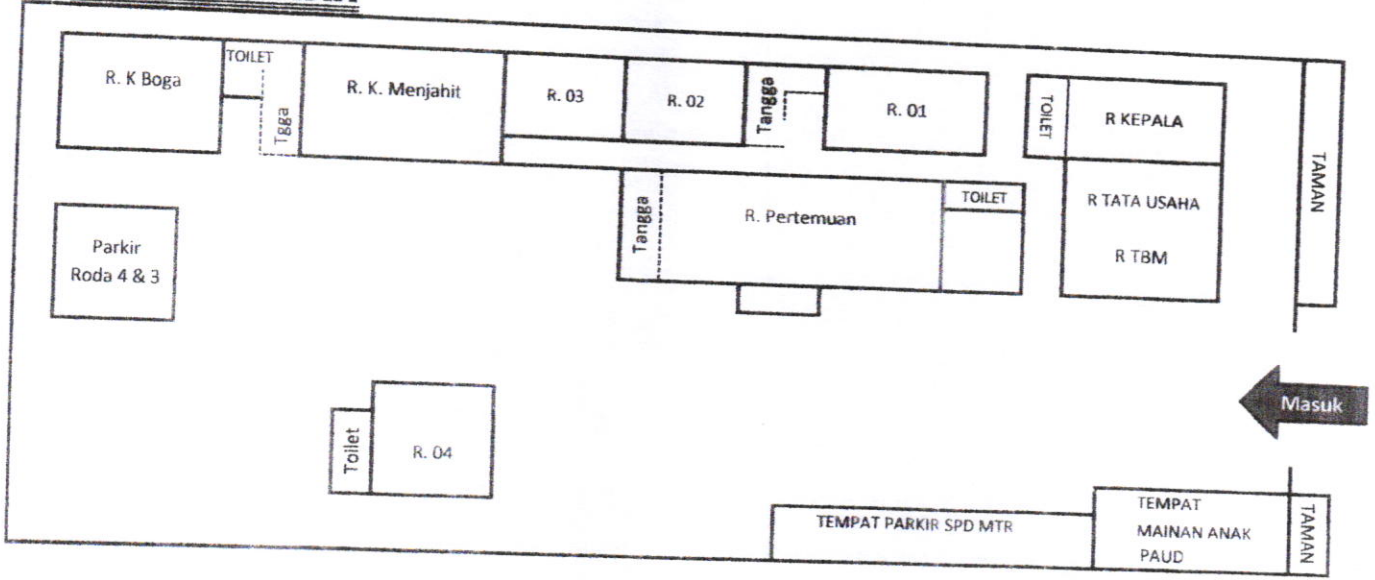 R. K Boga
TOILET
Tgga
R. K. Menjahit
R. 03
R. 02
Tangga
R. 01
TOILET
R KEPALA
TAMAN
Tangga
R. Pertemuan
TOILET
R TATA USAHA
R TBM
Parkir
Roda 4 & 3
Masuk
Toilet
R. 04
TEMPAT PARKIR SPD MTR
TEMPAT
MAINAN ANAK
PAUD
TAMAN